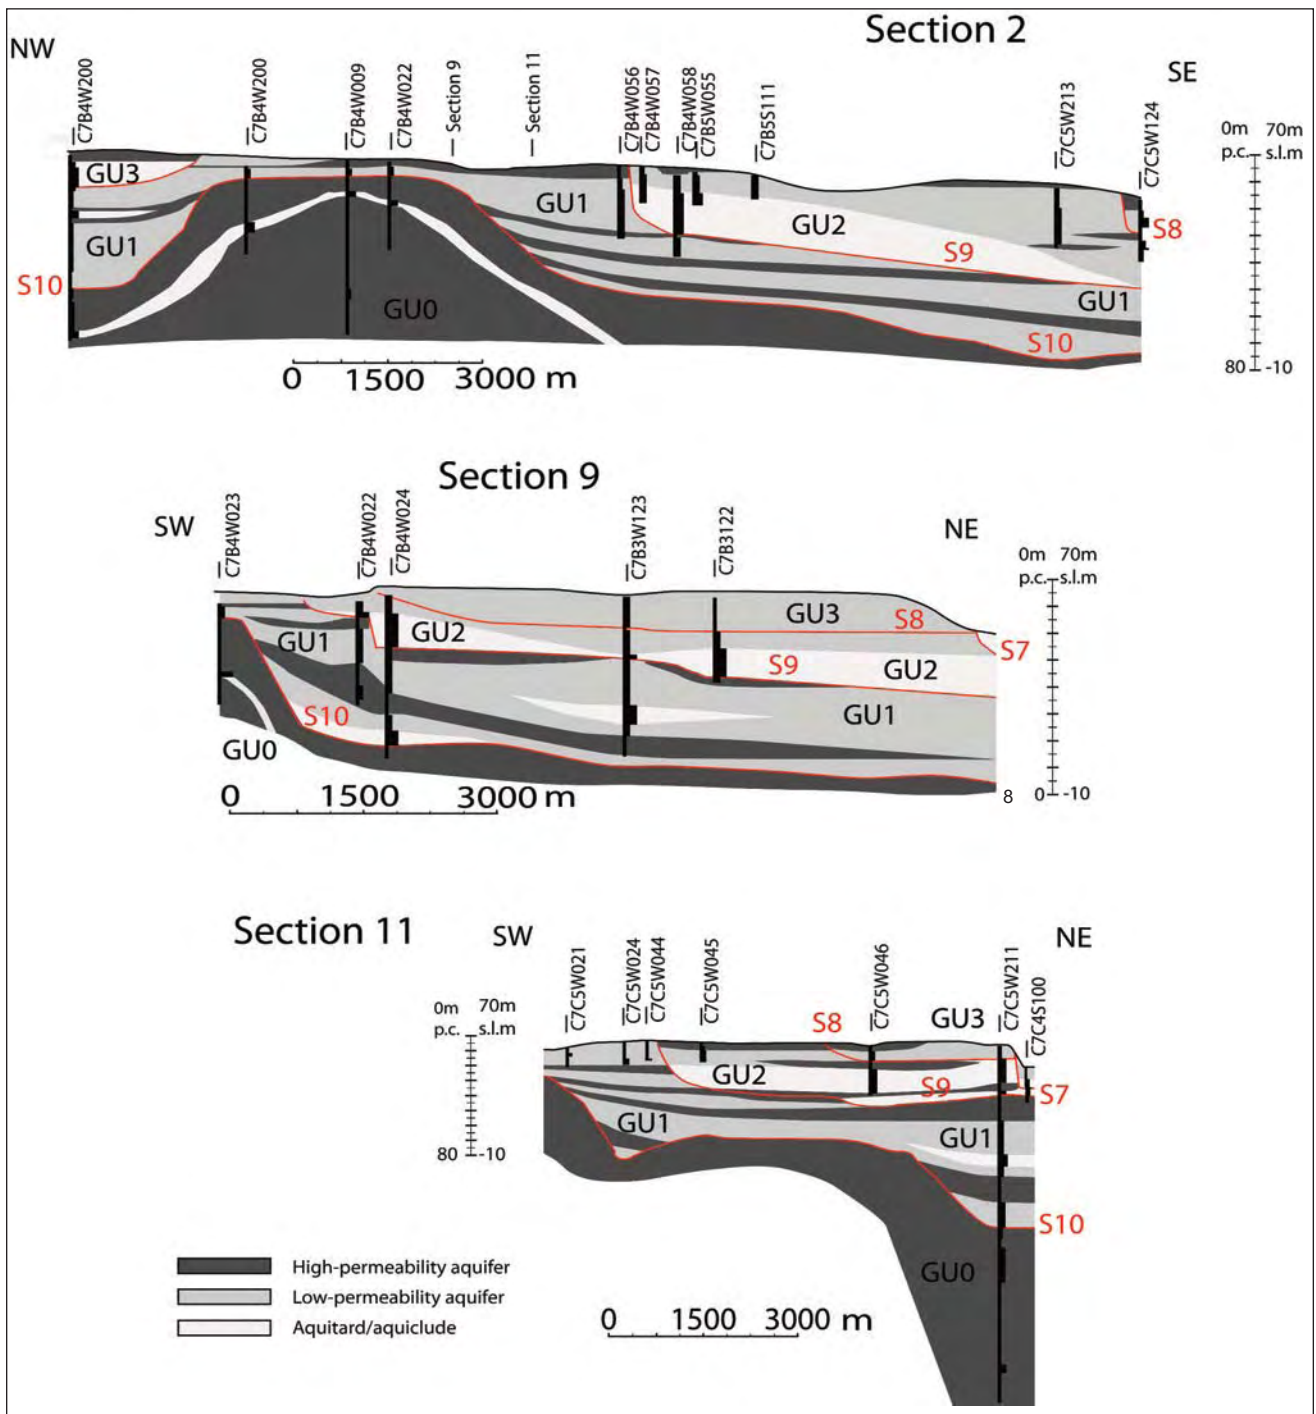 Section 2
NW
SE
C7B4W200
C7B4W200
C7B4W009
C7B4W022
Section 9
Section 11
C7B4W056
C7B4W057
C7B4W058
C7B5W055
C7B5S111
C7C5W213
C7C5W124
0m 70m
p.c. s.l.m
GU3
GU1
GU1
GU2
S8
S9
S10
GU1
GU0
S10
80 -10
0 1500 3000 m
Section 9
SW
NE
C7B4W023
C7B4W022
C7B4W024
C7B3W123
C7B3122
0m 70m
p.c. s.l.m
GU3
S8
GU1
GU2
S7
S9
GU2
S10
GU1
GU0
8
0 -10
0 1500 3000 m
Section 11
SW
NE
C7C5W021
C7C5W024
C7C5W044
C7C5W045
C7C5W046
C7C5W211
C7C4S100
0m 70m
p.c. s.l.m
S8
GU3
GU2
S9
S7
GU1
GU1
80 -10
S10
GU0
High-permeability aquifer
Low-permeability aquifer
Aquitard/aquiclude
0 1500 3000 m